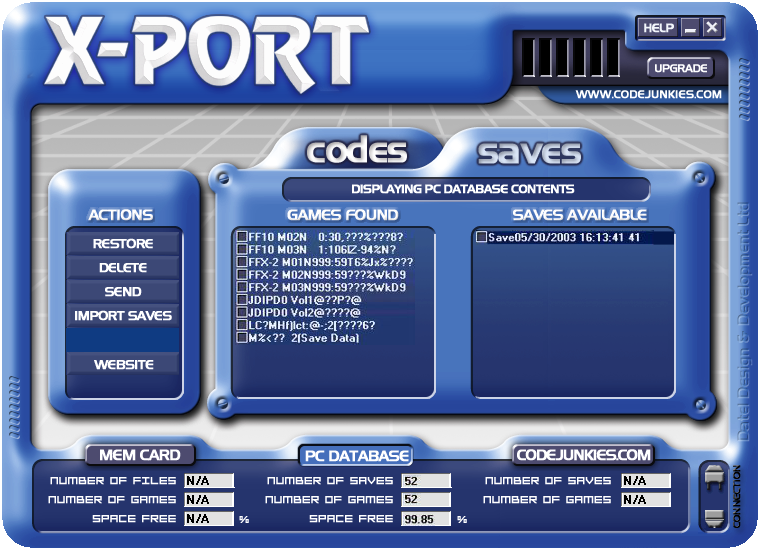 X-PORT
HELP
UPGRADE
WWW.CODEJUNKIES.COM
codes
saves
DISPLAYING PC DATABASE CONTENTS
ACTIONS
RESTORE
DELETE
SEND
IMPORT SAVES
WEBSITE
GAMES FOUND
FF10 M02N 0:30,???%???8?
FF10 M03N 1:106IZ-94%N?
FFX-2 M01N999:59T6%Jx%????
FFX-2 M02N999:59???%WkD9
FFX-2 M03N999:59???%WkD9
JDIPD0 Vol1@??P?@
JDIPD0 Vol2@????@
LC?MHf)lct:@-;2[????6?
M%<?? 2[Save Data]
SAVES AVAILABLE
Save05/30/2003 16:13:41 41
Datel Design & Development Ltd
MEM CARD
NUMBER OF FILES N/A
NUMBER OF GAMES N/A
SPACE FREE N/A %
PC DATABASE
NUMBER OF SAVES 52
NUMBER OF GAMES 52
SPACE FREE 99.85 %
CODEJUNKIES.COM
NUMBER OF SAVES N/A
NUMBER OF GAMES N/A
CONNECTION